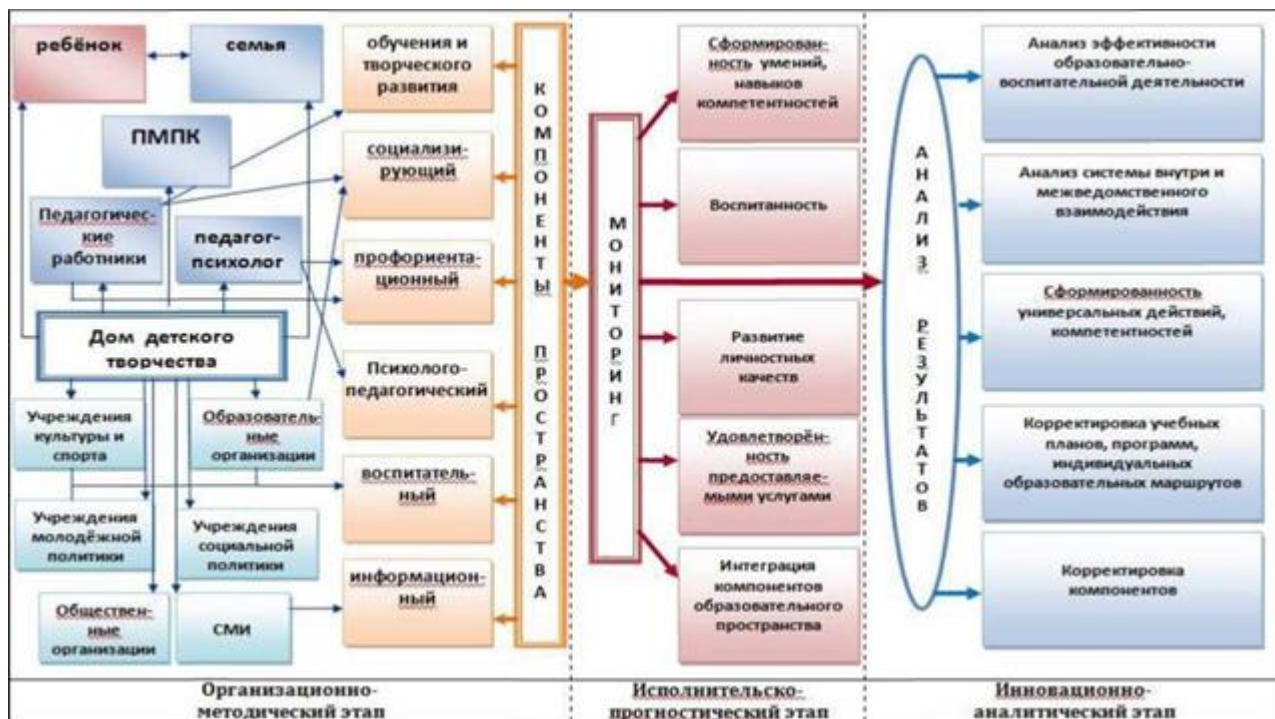 ребёнок
семья
ПМПК
Педагогичес-
кие
работники
педагог-
психолог
Дом детского
творчества
Учреждения
культуры и
спорта
Образователь-
ные
организации
Учреждения
молодёжной
политики
Учреждения
социальной
политики
Обществен-
ные
организации
СМИ
обучения и
творческого
развития
социализи-
рующий
профориента-
ционный
Психолого-
педагогический
воспитатель-
ный
информацион-
ный
КОМПОНЕНТЫ ПРОСТРАНСТВА
Организационно-
методический этап
МОНИТОРИНГ
Сформирован-
ность умений,
навыков
компетентностей
Воспитанность
Развитие
личностных
качеств
Удовлетворён-
ность
предоставляе-
мыми услугами
Интеграция
компонентов
образовательного
пространства
Исполнительско-
прогностический этап
АНАЛИЗ РЕЗУЛЬТАТОВ
Анализ эффективности
образовательно-
воспитательной деятельности
Анализ системы внутри и
межведомственного
взаимодействия
Сформированность
универсальных действий,
компетентностей
Корректировка учебных
планов, программ,
индивидуальных
образовательных маршрутов
Корректировка
компонентов
Инновационно-
аналитический этап